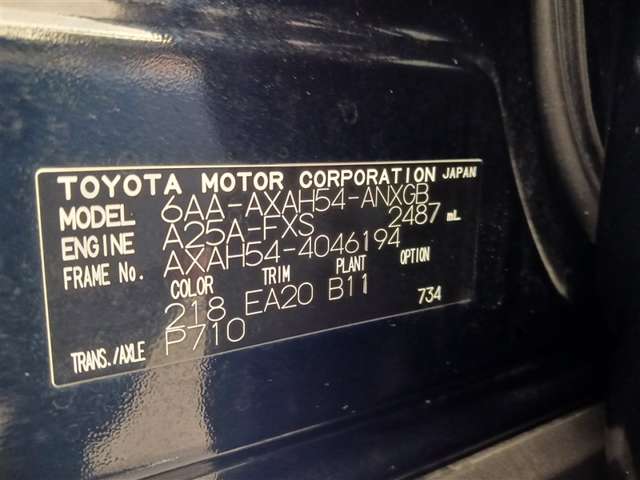 TOYOTA MOTOR CORPORATION JAPAN
MODEL 6AA-AXAH54-ANXGB
ENGINE A25A-FXS 2487 mL
FRAME No. AXAH54-4046194
COLOR TRIM PLANT OPTION
218 EA20 B11 734
TRANS./AXLE P710